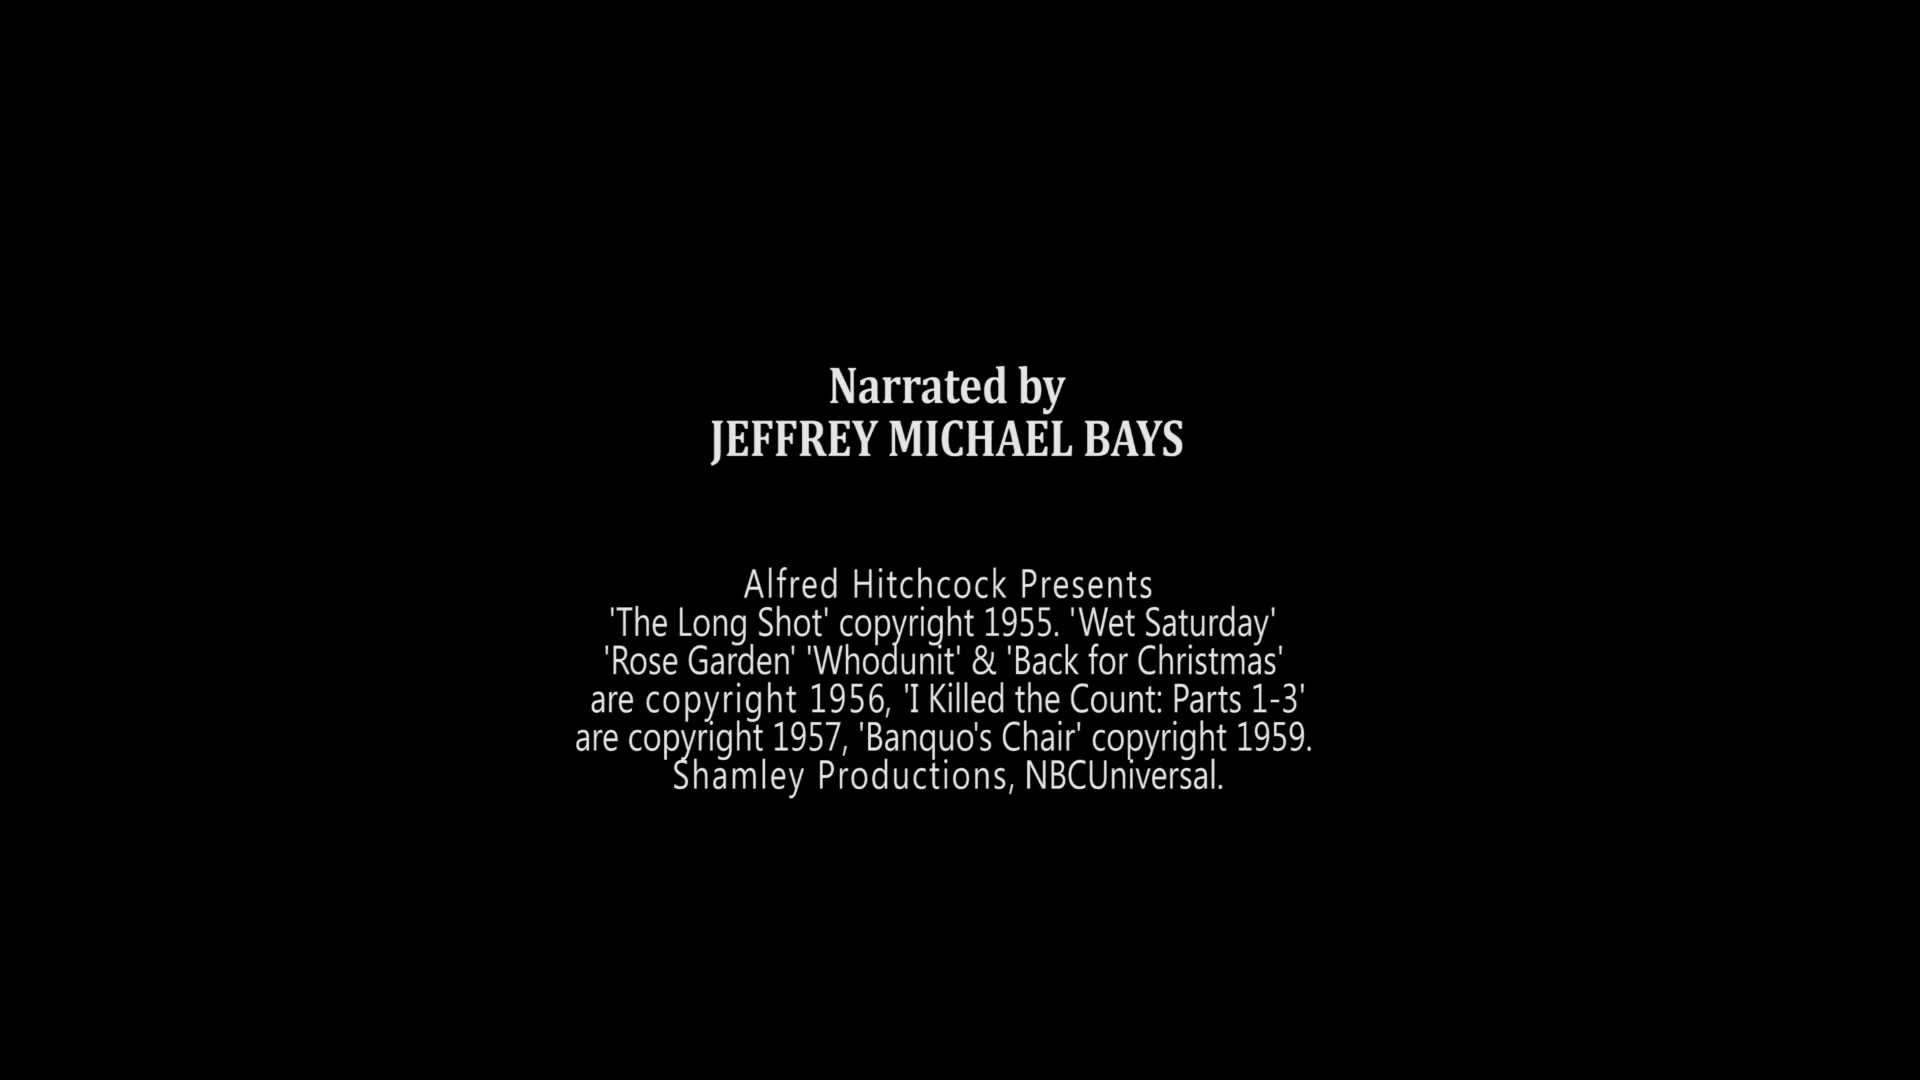 Narrated by
JEFFREY MICHAEL BAYS
Alfred Hitchcock Presents
'The Long Shot' copyright 1955. 'Wet Saturday'
'Rose Garden' 'Whodunit' & 'Back for Christmas'
are copyright 1956, 'I Killed the Count: Parts 1-3'
are copyright 1957, 'Banquo's Chair' copyright 1959.
Shamley Productions, NBCUniversal.